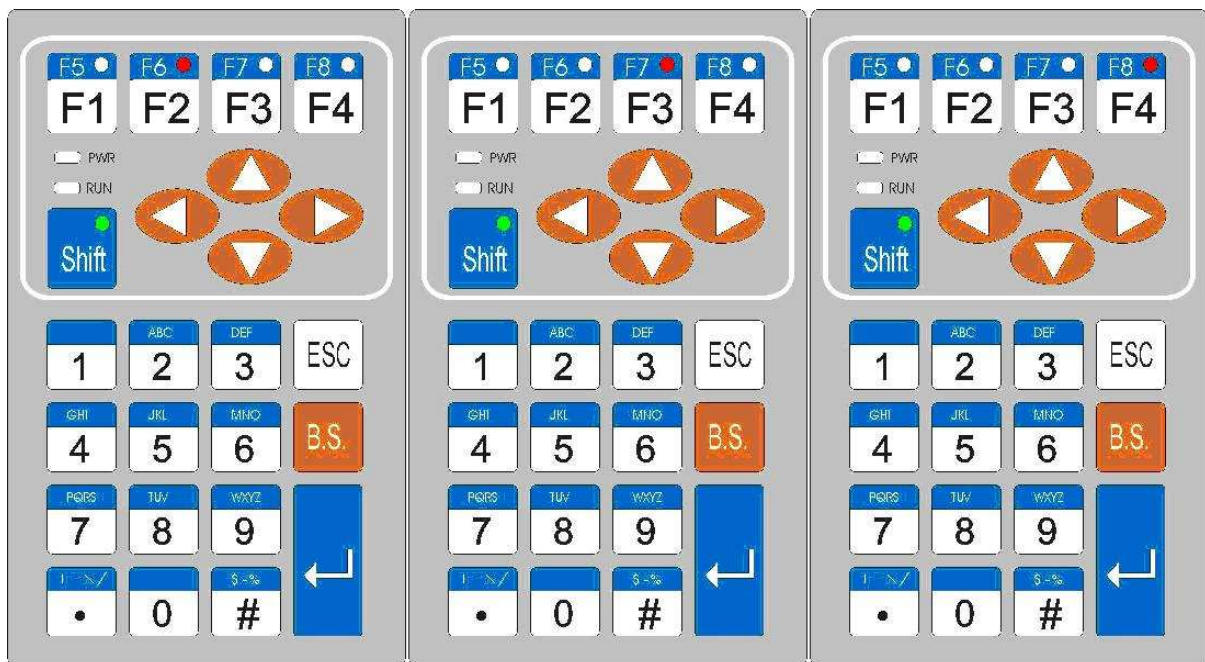 F5 F6 F7 F8 F5 F6 F7 F8 F5 F6 F7 F8
F1 F2 F3 F4 F1 F2 F3 F4 F1 F2 F3 F4
PWR PWR PWR
RUN RUN RUN
Shift Shift Shift
ABC DEF ABC DEF ABC DEF
1 2 3 ESC 1 2 3 ESC 1 2 3 ESC
GHI JKL MNO GHI JKL MNO GHI JKL MNO
4 5 6 B.S. 4 5 6 B.S. 4 5 6 B.S.
PQRS TUV WXYZ PQRS TUV WXYZ PQRS TUV WXYZ
7 8 9 7 8 9 7 8 9
$-% $-% $-%
• 0 # • 0 # • 0 #